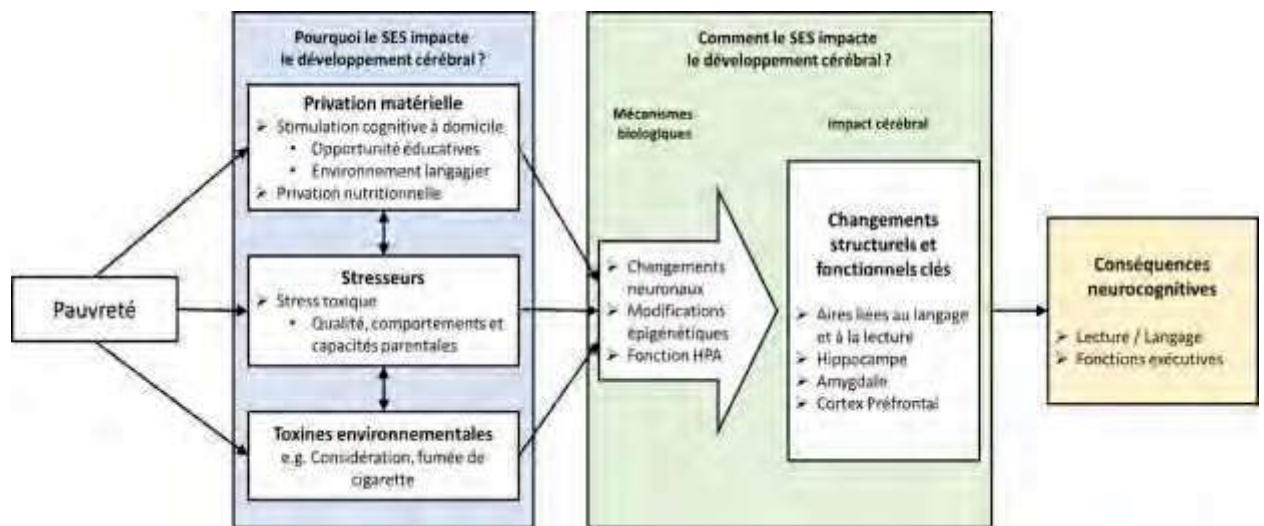 Pauvreté
Pourquoi le SES impacte
le développement cérébral ?
Privation matérielle
➢ Stimulation cognitive à domicile
• Opportunité éducatives
• Environnement langagier
➢ Privation nutritionnelle
Stresseurs
➢ Stress toxique
• Qualité, comportements et
capacités parentales
Toxines environnementales
e.g. Considération, fumée de
cigarette
Comment le SES impacte
le développement cérébral ?
Mécanismes
biologiques
➢ Changements
neuronaux
➢ Modifications
épigénétiques
➢ Fonction HPA
Impact cérébral
Changements
structurels et
fonctionnels clés
➢ Aires liées au langage
et à la lecture
➢ Hippocampe
➢ Amygdale
➢ Cortex Préfrontal
Conséquences
neurocognitives
➢ Lecture / Langage
➢ Fonctions exécutives